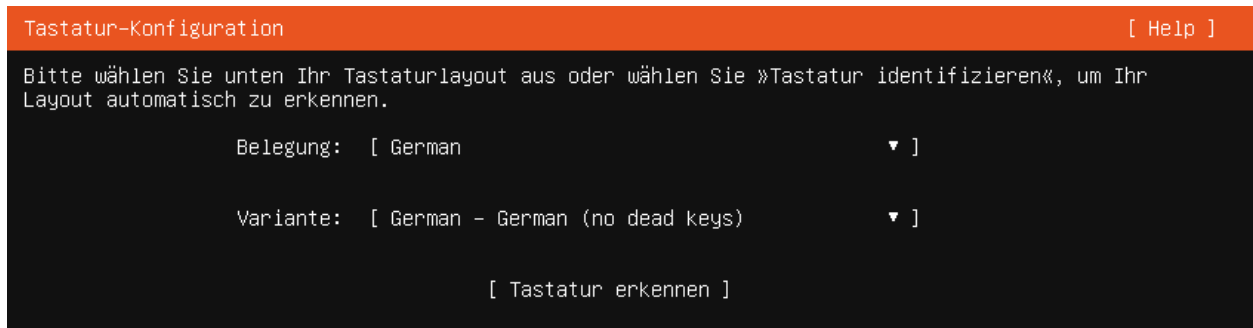 Tastatur-Konfiguration [ Help ]
Bitte wählen Sie unten Ihr Tastaturlayout aus oder wählen Sie »Tastatur identifizieren«, um Ihr
Layout automatisch zu erkennen.
Belegung: [ German ▾ ]
Variante: [ German - German (no dead keys) ▾ ]
[ Tastatur erkennen ]